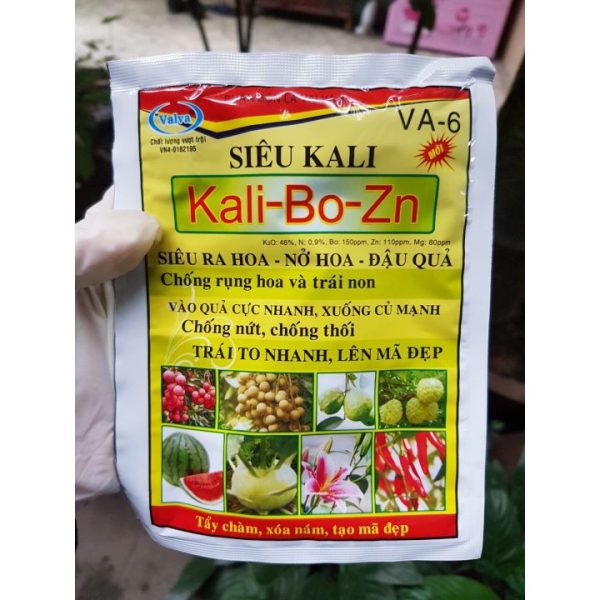 Valva
Chất lượng vượt trội
VN4-0182195
VA-6
MỚI
SIÊU KALI
Kali-Bo-Zn
K₂O: 46%, N: 0,9%, Bo: 150ppm, Zn: 110ppm, Mg: 80ppm
SIÊU RA HOA - NỞ HOA - ĐẬU QUẢ
Chống rụng hoa và trái non
VÀO QUẢ CỰC NHANH, XUỐNG CỦ MẠNH
Chống nứt, chống thối
TRÁI TO NHANH, LÊN MÃ ĐẸP
Tẩy chàm, xóa nám, tạo mã đẹp